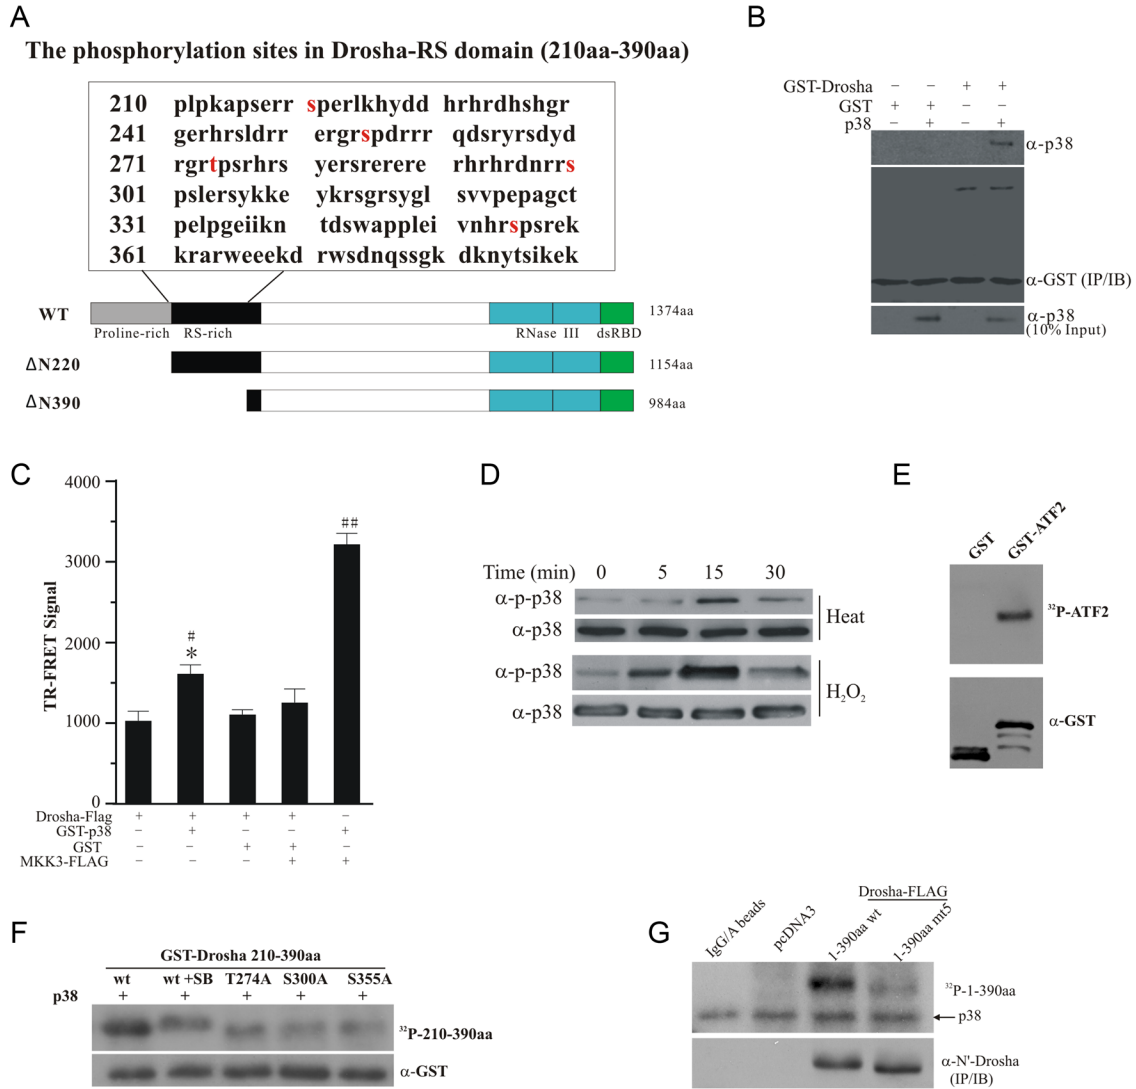 A
The phosphorylation sites in Drosha-RS domain (210aa-390aa)
210 plpkapserr sperlkhydd hrhrdhshgr
241 gerhrsldrr ergrspdrrr qdsryrsdyd
271 rgrtpsrhrs yersrerere rhrhrdnrrs
301 pslersykke ykrsgrsygl svvpepagct
331 pelpgeiikn tdswapplei vnhrspsrek
361 krarweeekd rwsdnqssgk dknytsikek
WT 1374aa
Proline-rich RS-rich RNase III dsRBD
ΔN220 1154aa
ΔN390 984aa
B
GST-Drosha – – + +
GST + + – –
p38 – + – +
α-p38
α-GST (IP/IB)
α-p38
(10% Input)
C
TR-FRET Signal
4000
3000
2000
1000
0
#
*
##
Drosha-Flag + + + + –
GST-p38 – + – – +
GST – – + + –
MKK3-FLAG – – – + +
D
Time (min) 0 5 15 30
α-p-p38
α-p38
Heat
α-p-p38
α-p38
H₂O₂
E
GST GST-ATF2
³²P-ATF2
α-GST
F
GST-Drosha 210-390aa
wt wt +SB T274A S300A S355A
p38 + + + + +
³²P-210-390aa
α-GST
G
Drosha-FLAG
IgG/A beads pcDNA3 1-390aa wt 1-390aa mt5
³²P-1-390aa
p38
α-N'-Drosha
(IP/IB)